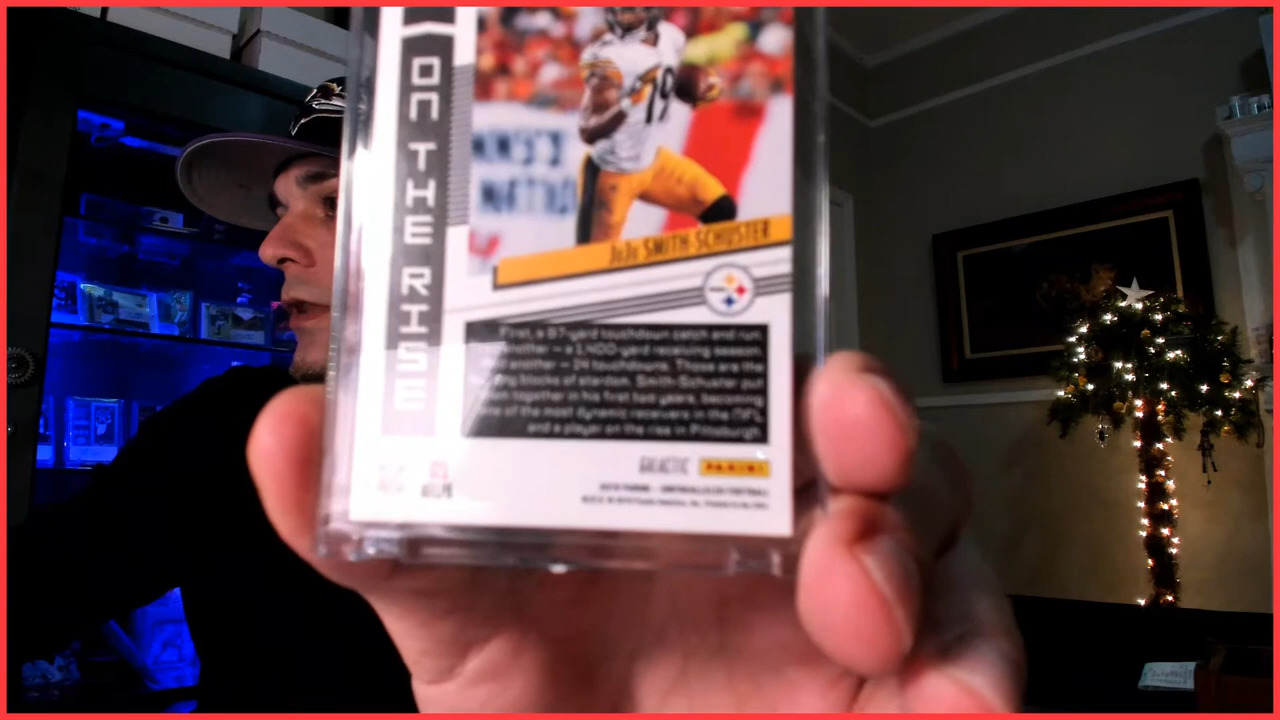 ON THE RISE
19
JuJu SMITH-SCHUSTER
First, a 97-yard touchdown catch and run.
another — a 1,400-yard receiving season.
another — 24 touchdowns. Those are the
blocks of stardom. Smith-Schuster put
together in his first two years, becoming
one of the most dynamic receivers in the NFL
and a player on the rise in Pittsburgh.
GALACTIC PANINI